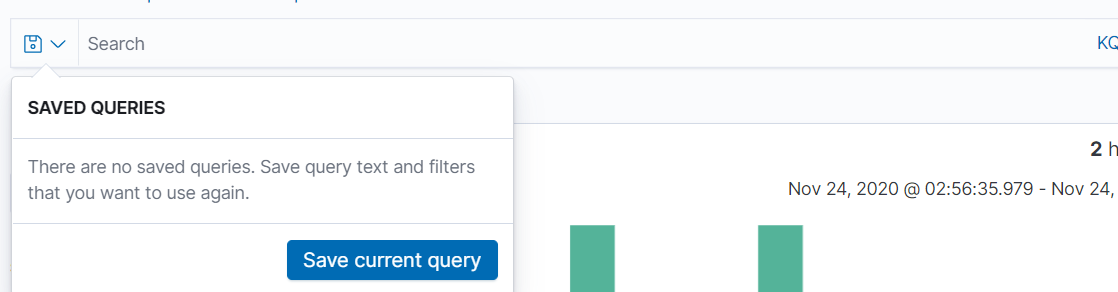 Search
KQ
SAVED QUERIES
There are no saved queries. Save query text and filters
that you want to use again.
Save current query
2 h
Nov 24, 2020 @ 02:56:35.979 - Nov 24,